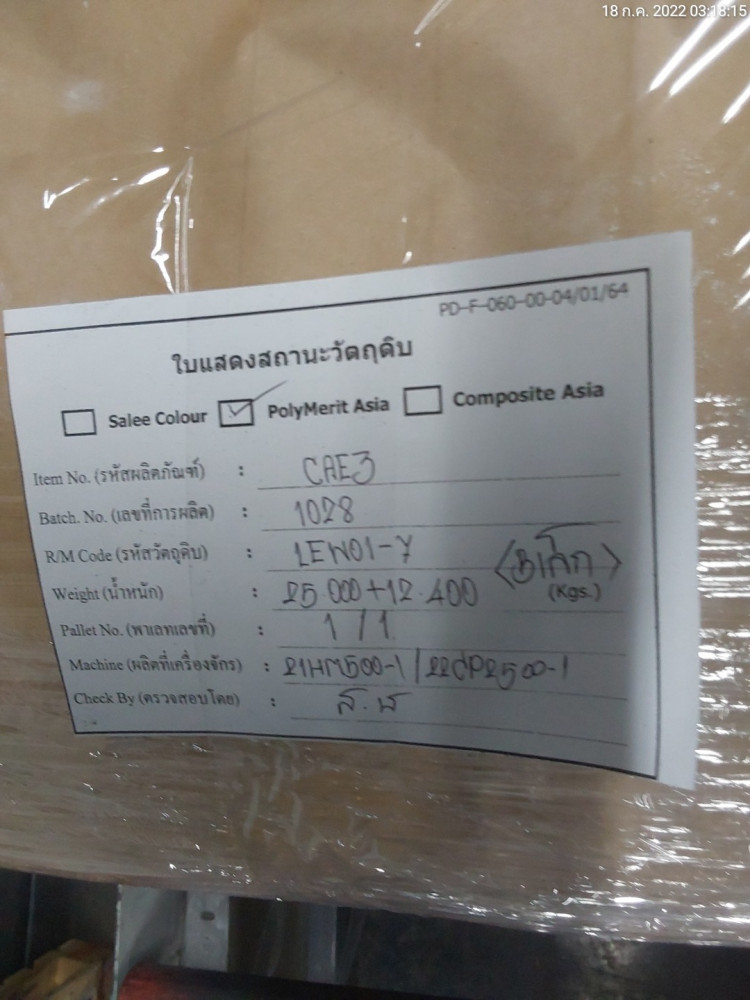 18 ก.ค. 2022 03:18:15
PD-F-060-00-04/01/64
ใบแสดงสถานะวัตถุดิบ
Salee Colour PolyMerit Asia Composite Asia
Item No. (รหัสผลิตภัณฑ์) : CAE3
Batch. No. (เลขที่การผลิต) : 1028
R/M Code (รหัสวัตถุดิบ) :
Weight (น้ำหนัก) : 25.000+12.400 (Kgs.)
Pallet No. (พาเลทเลขที่) : 1/1
Machine (ผลิตที่เครื่องจักร) : 21HM500-1/22CP2500-1
Check By (ตรวจสอบโดย) :